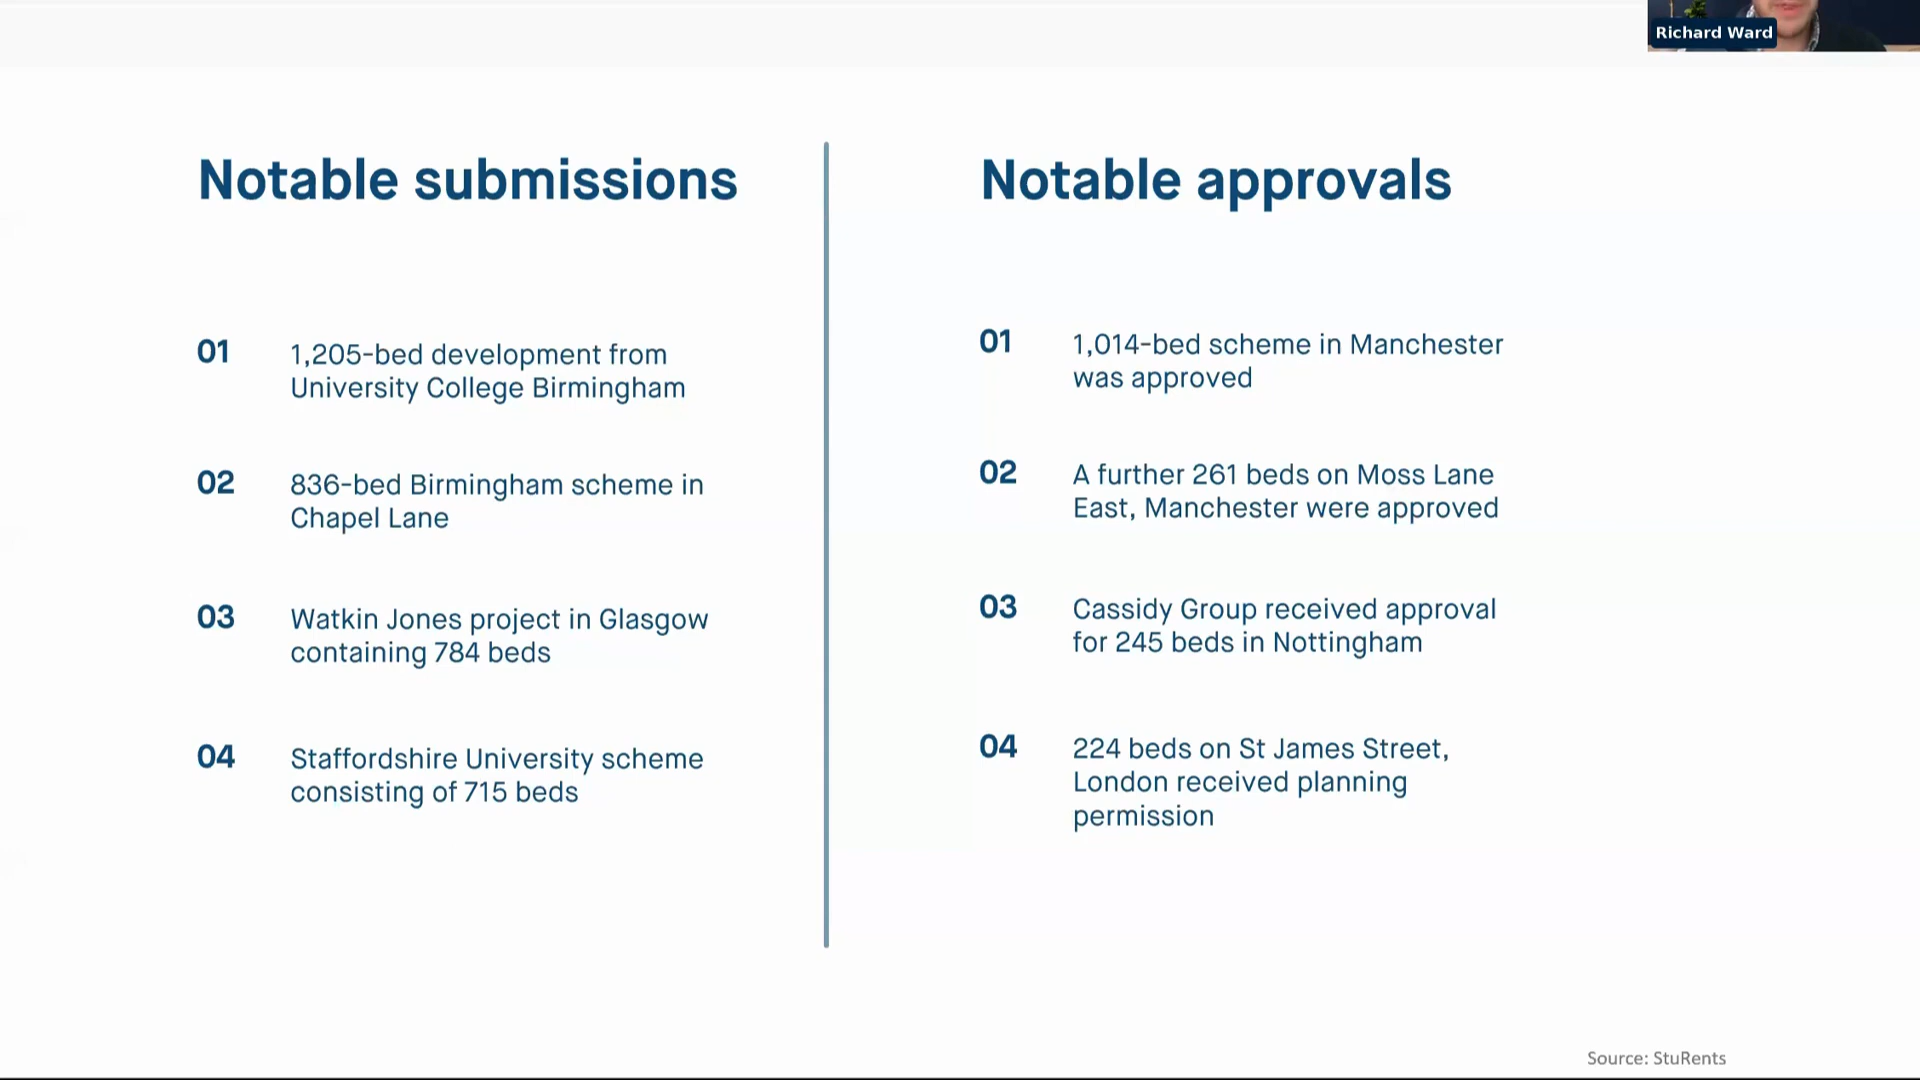 Richard Ward
Notable submissions
01
1,205-bed development from
University College Birmingham
02
836-bed Birmingham scheme in
Chapel Lane
03
Watkin Jones project in Glasgow
containing 784 beds
04
Staffordshire University scheme
consisting of 715 beds
Notable approvals
01
1,014-bed scheme in Manchester
was approved
02
A further 261 beds on Moss Lane
East, Manchester were approved
03
Cassidy Group received approval
for 245 beds in Nottingham
04
224 beds on St James Street,
London received planning
permission
Source: StuRents